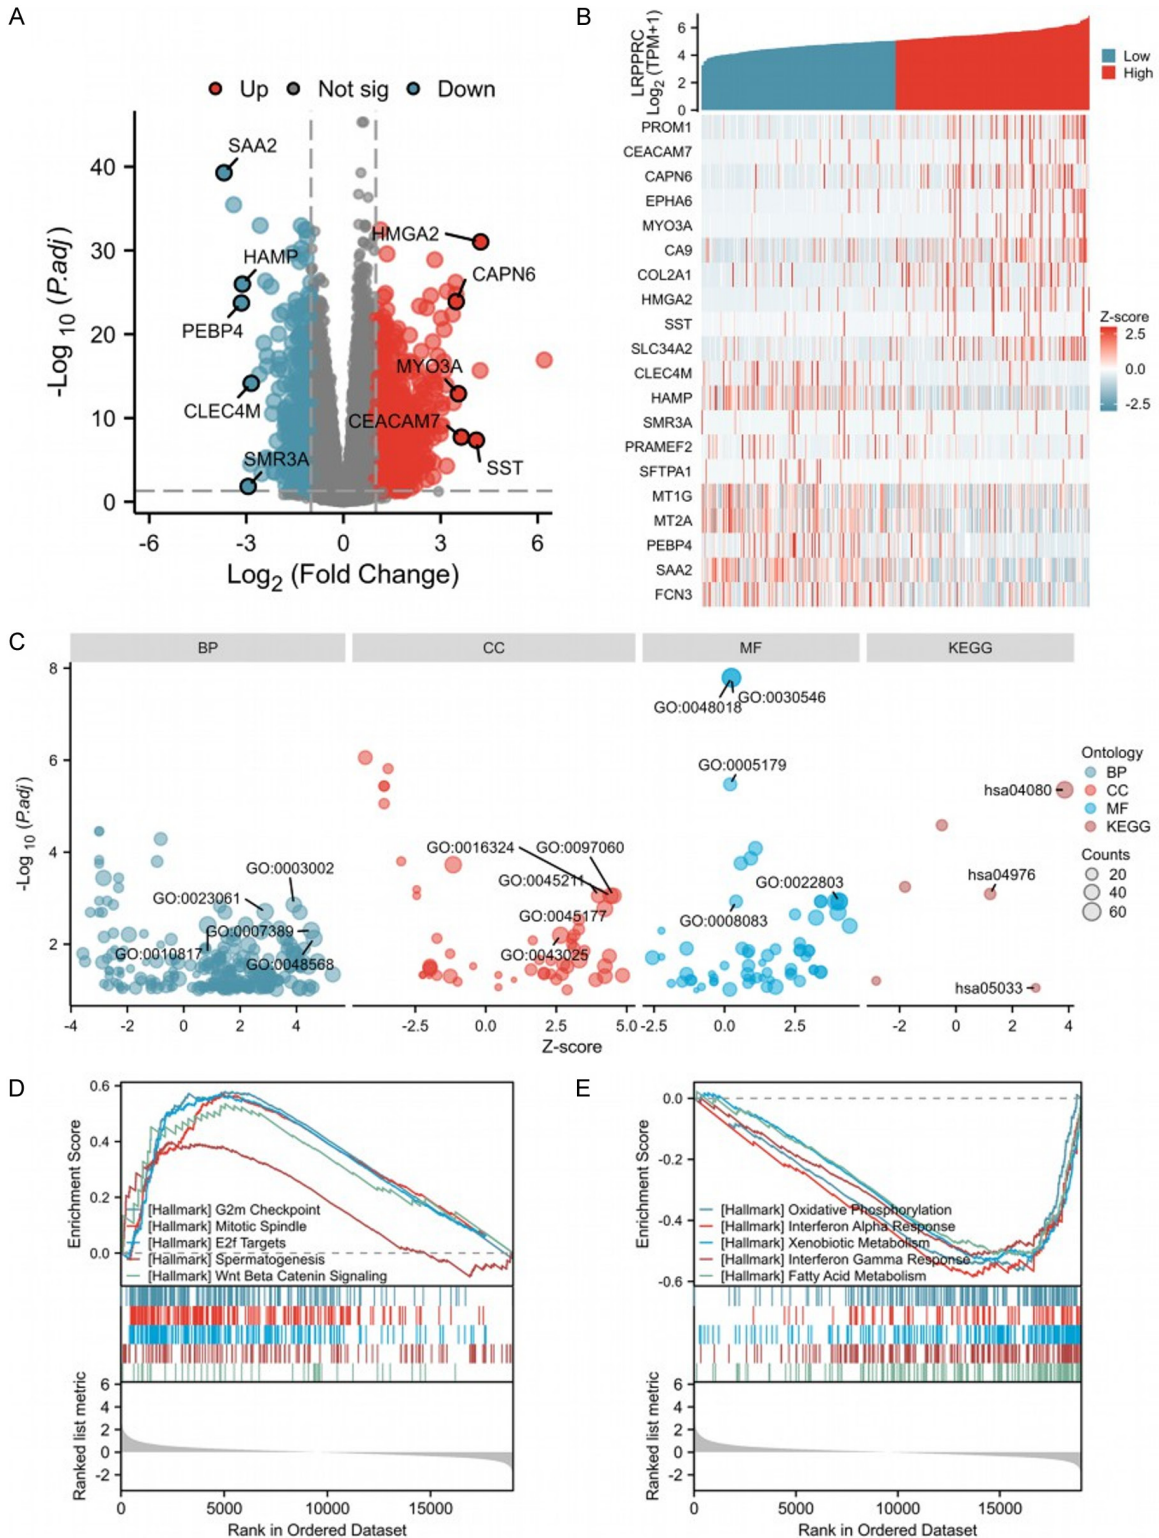 A
Up Not sig Down
-Log 10 (P.adj)
40
30
20
10
0
SAA2
HMGA2
HAMP
CAPN6
PEBP4
MYO3A
CLEC4M
CEACAM7
SMR3A
SST
-6 -3 0 3 6
Log2 (Fold Change)
B
LRPPRC
Log2 (TPM+1)
6
4
2
0
Low
High
PROM1
CEACAM7
CAPN6
EPHA6
MYO3A
CA9
COL2A1
HMGA2
SST
SLC34A2
CLEC4M
HAMP
SMR3A
PRAMEF2
SFTPA1
MT1G
MT2A
PEBP4
SAA2
FCN3
Z-score
2.5
0.0
-2.5
C
BP CC MF KEGG
-Log 10 (P.adj)
8
6
4
2
GO:0003002
GO:0023061
GO:0007389
GO:0010817
GO:0048568
GO:0016324 GO:0097060
GO:0045211
GO:0045177
GO:0043025
GO:0048018 GO:0030546
GO:0005179
GO:0022803
GO:0008083
hsa04080
hsa04976
hsa05033
-4 -2 0 2 4
-2.5 0.0 2.5 5.0
-2.5 0.0 2.5
-2 0 2 4
Z-score
Ontology
BP
CC
MF
KEGG
Counts
20
40
60
D
Enrichment Score
0.6
0.4
0.2
0.0
[Hallmark] G2m Checkpoint
[Hallmark] Mitotic Spindle
[Hallmark] E2f Targets
[Hallmark] Spermatogenesis
[Hallmark] Wnt Beta Catenin Signaling
Ranked list metric
6
4
2
0
-2
0 5000 10000 15000
Rank in Ordered Dataset
E
Enrichment Score
0.0
-0.2
-0.4
-0.6
[Hallmark] Oxidative Phosphorylation
[Hallmark] Interferon Alpha Response
[Hallmark] Xenobiotic Metabolism
[Hallmark] Interferon Gamma Response
[Hallmark] Fatty Acid Metabolism
Ranked list metric
6
4
2
0
-2
0 5000 10000 15000
Rank in Ordered Dataset